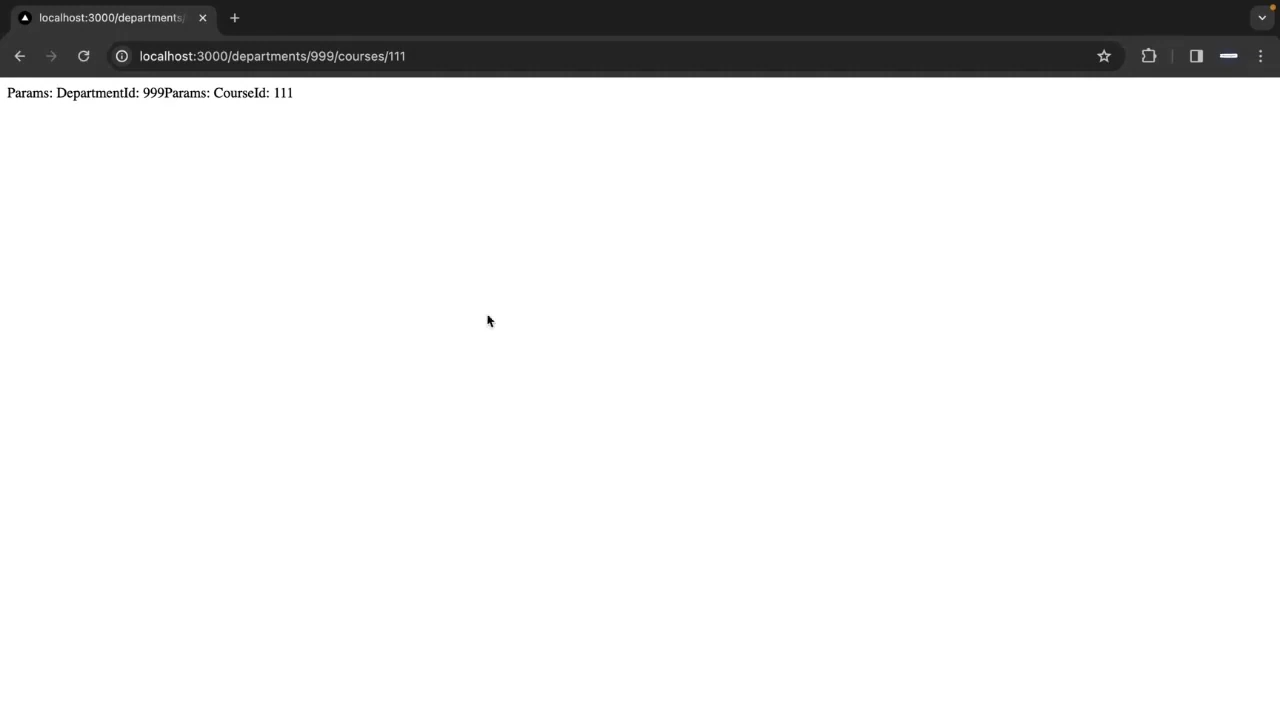 localhost:3000/departments/
localhost:3000/departments/999/courses/111
Params: DepartmentId: 999Params: CourseId: 111